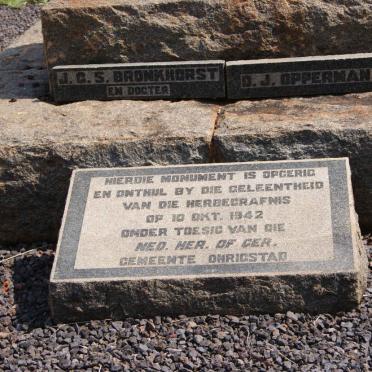 J.G.S. BRONKHORST
EN DOGTER
D.J. OPPERMAN
HIERDIE MONUMENT IS OPGERIG
EN ONTHUL BY DIE GELEENTHEID
VAN DIE HERBEGRAFNIS
OP 10 OKT. 1942
ONDER TOESIG VAN DIE
NED. HER. OF GER.
GEMEENTE OHRIGSTAD